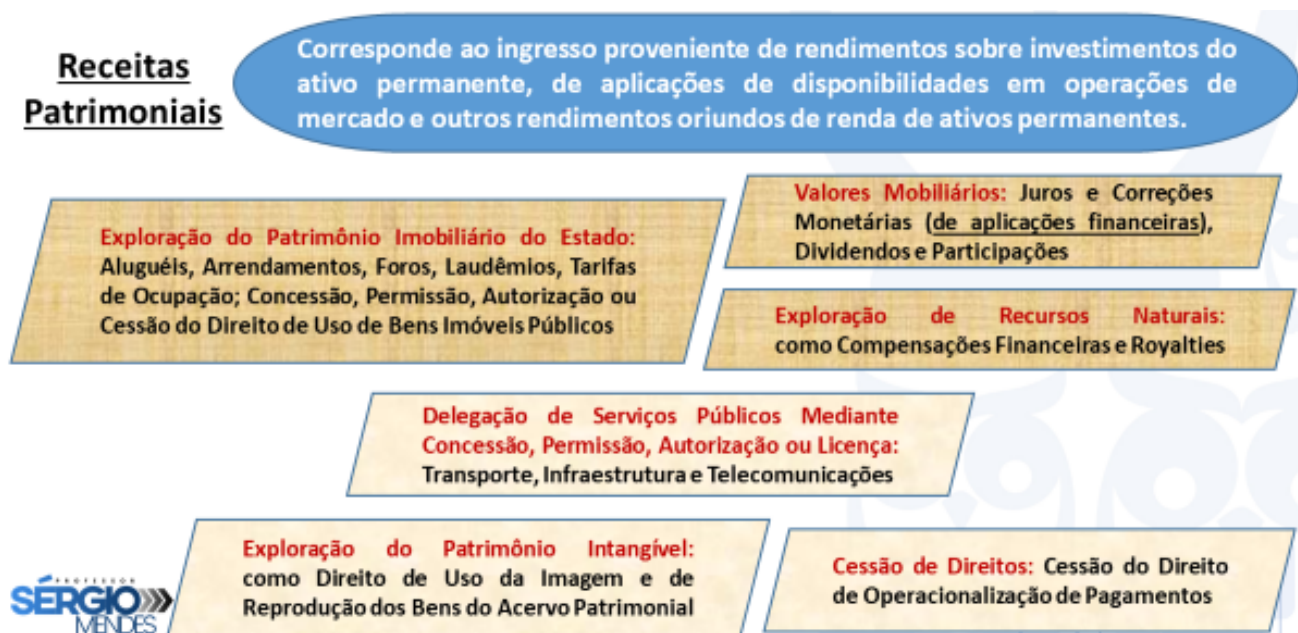 Receitas
Patrimoniais
Corresponde ao ingresso proveniente de rendimentos sobre investimentos do
ativo permanente, de aplicações de disponibilidades em operações de
mercado e outros rendimentos oriundos de renda de ativos permanentes.
Exploração do Patrimônio Imobiliário do Estado:
Aluguéis, Arrendamentos, Foros, Laudêmios, Tarifas
de Ocupação; Concessão, Permissão, Autorização ou
Cessão do Direito de Uso de Bens Imóveis Públicos
Valores Mobiliários: Juros e Correções
Monetárias (de aplicações financeiras),
Dividendos e Participações
Exploração de Recursos Naturais:
como Compensações Financeiras e Royalties
Delegação de Serviços Públicos Mediante
Concessão, Permissão, Autorização ou Licença:
Transporte, Infraestrutura e Telecomunicações
Exploração do Patrimônio Intangível:
como Direito de Uso da Imagem e de
Reprodução dos Bens do Acervo Patrimonial
Cessão de Direitos: Cessão do Direito
de Operacionalização de Pagamentos
PROFESSOR
SÉRGIO
MENDES